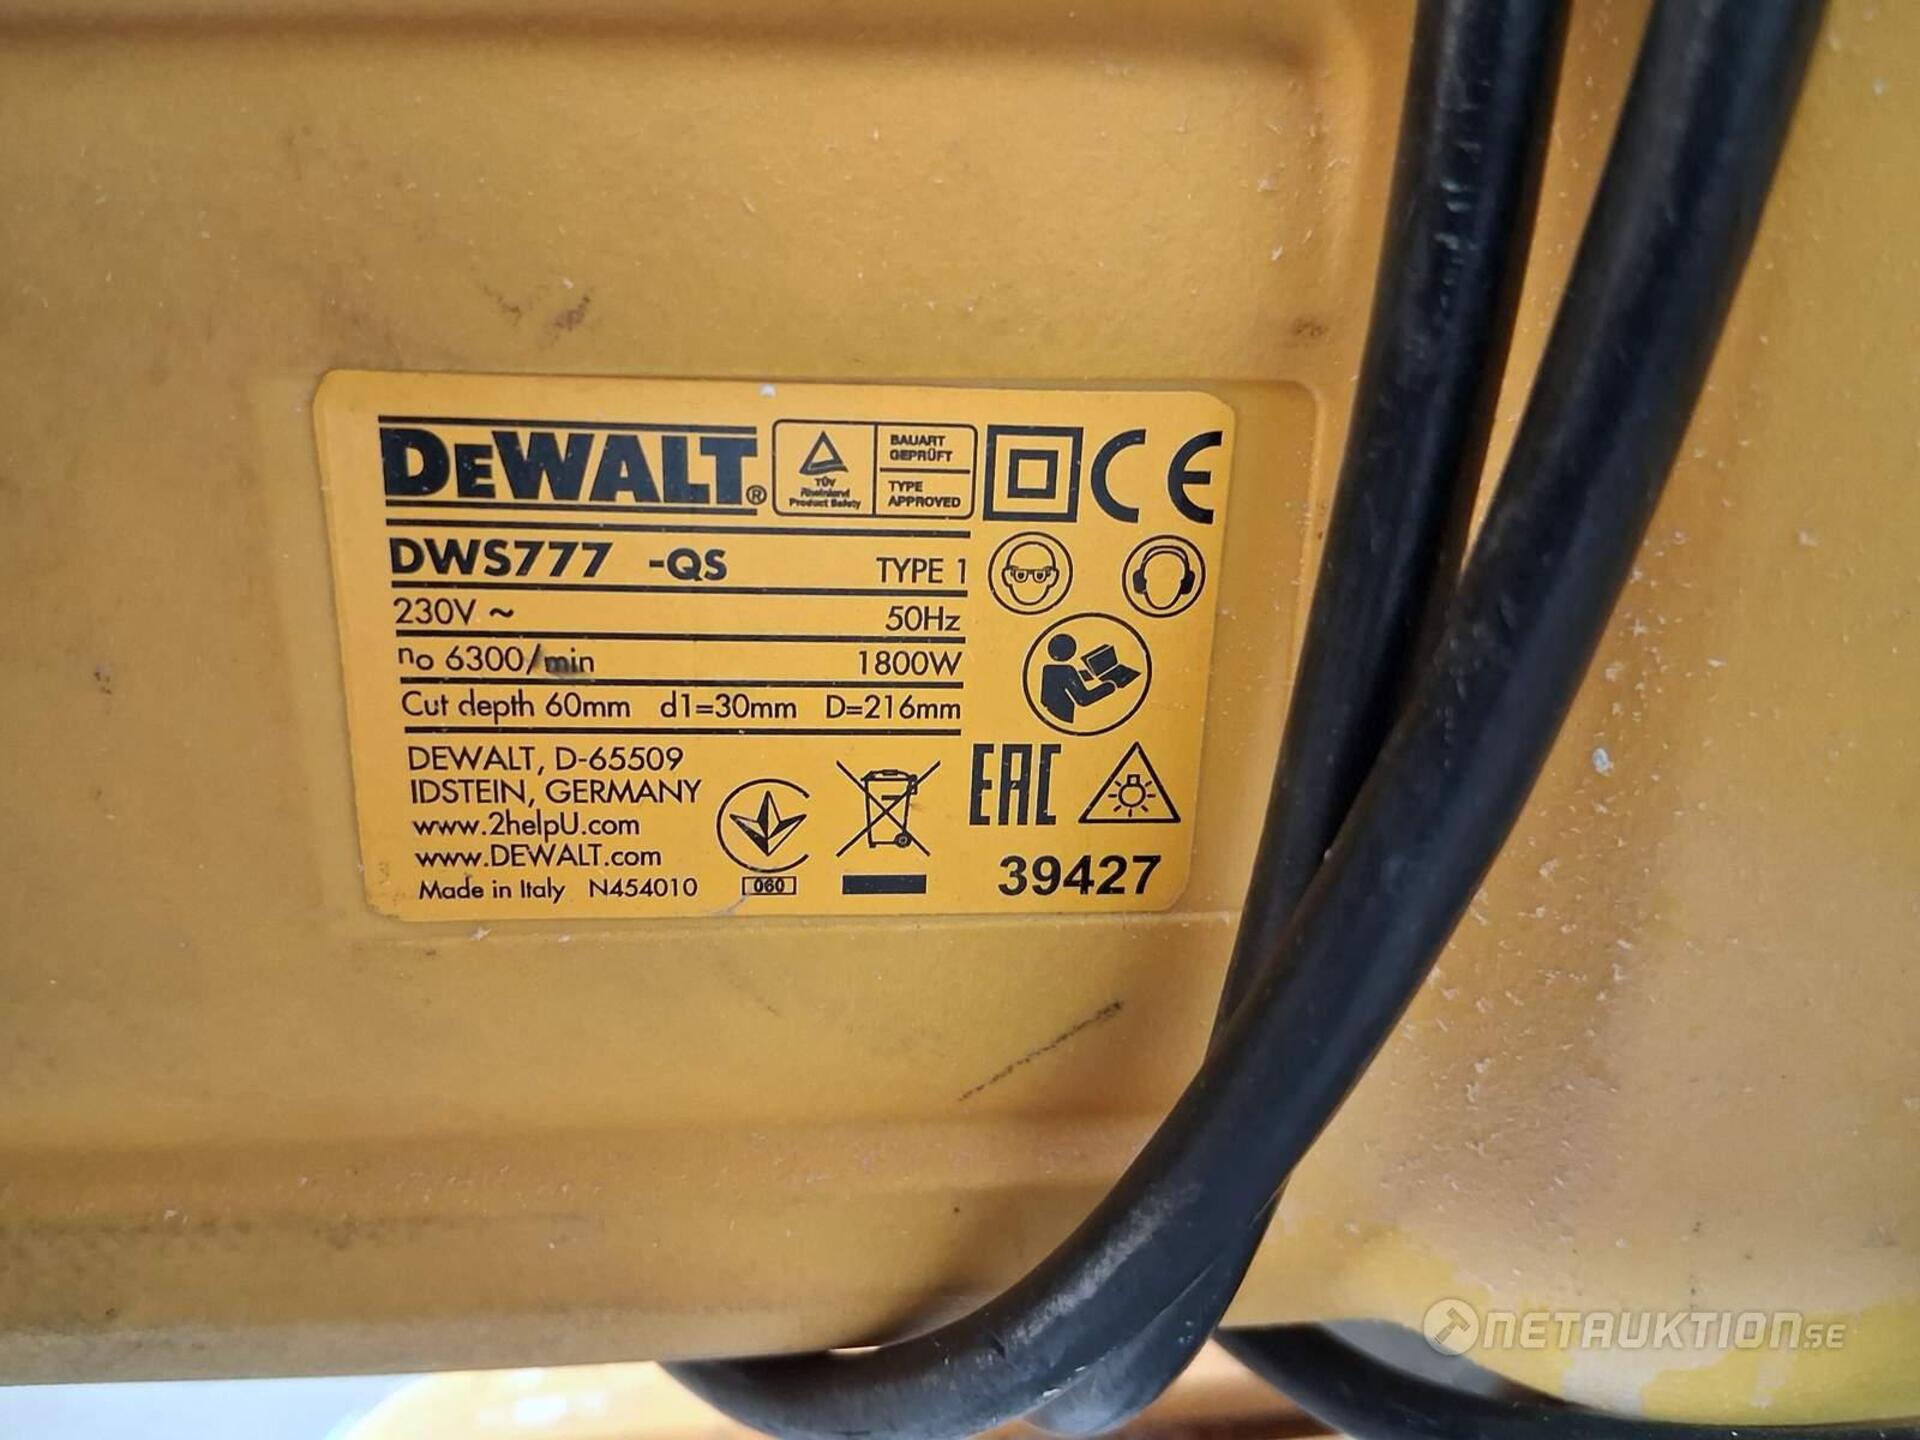 DEWALT®
TÜV
Rheinland
Product Safety
BAUART
GEPRÜFT
TYPE
APPROVED
CE
DWS777 -QS TYPE 1
230V ~ 50Hz
no 6300/min 1800W
Cut depth 60mm d1=30mm D=216mm
DEWALT, D-65509
IDSTEIN, GERMANY
www.2helpU.com
www.DEWALT.com
Made in Italy N454010
060
EAC
39427
NETAUKTION.SE